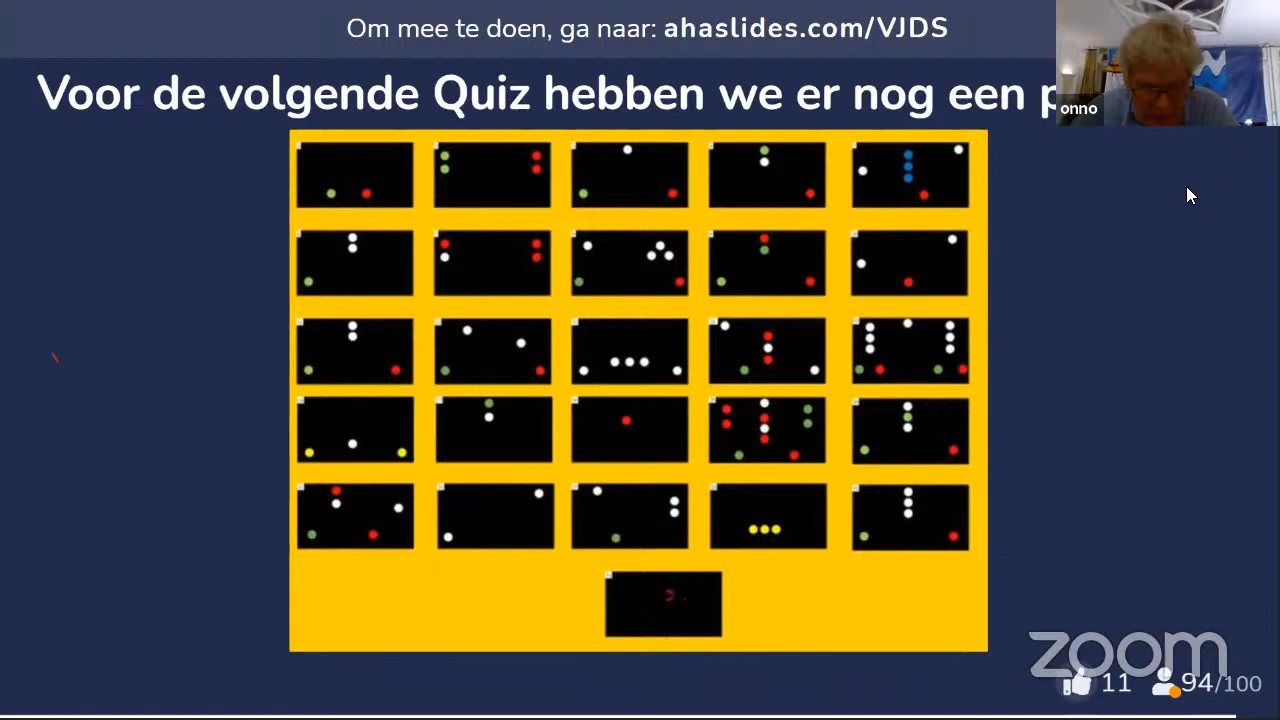 Om mee te doen, ga naar: ahaslides.com/VJDS
Voor de volgende Quiz hebben we er nog een
onno
zoom
11
94/100